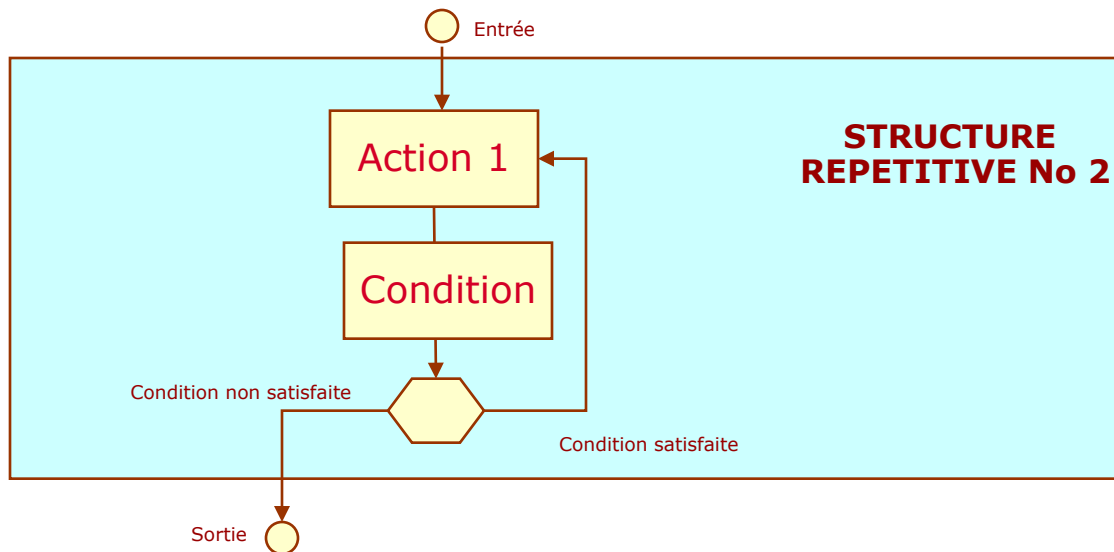 Entrée
STRUCTURE
REPETITIVE No 2
Action 1
Condition
Condition non satisfaite
Condition satisfaite
Sortie